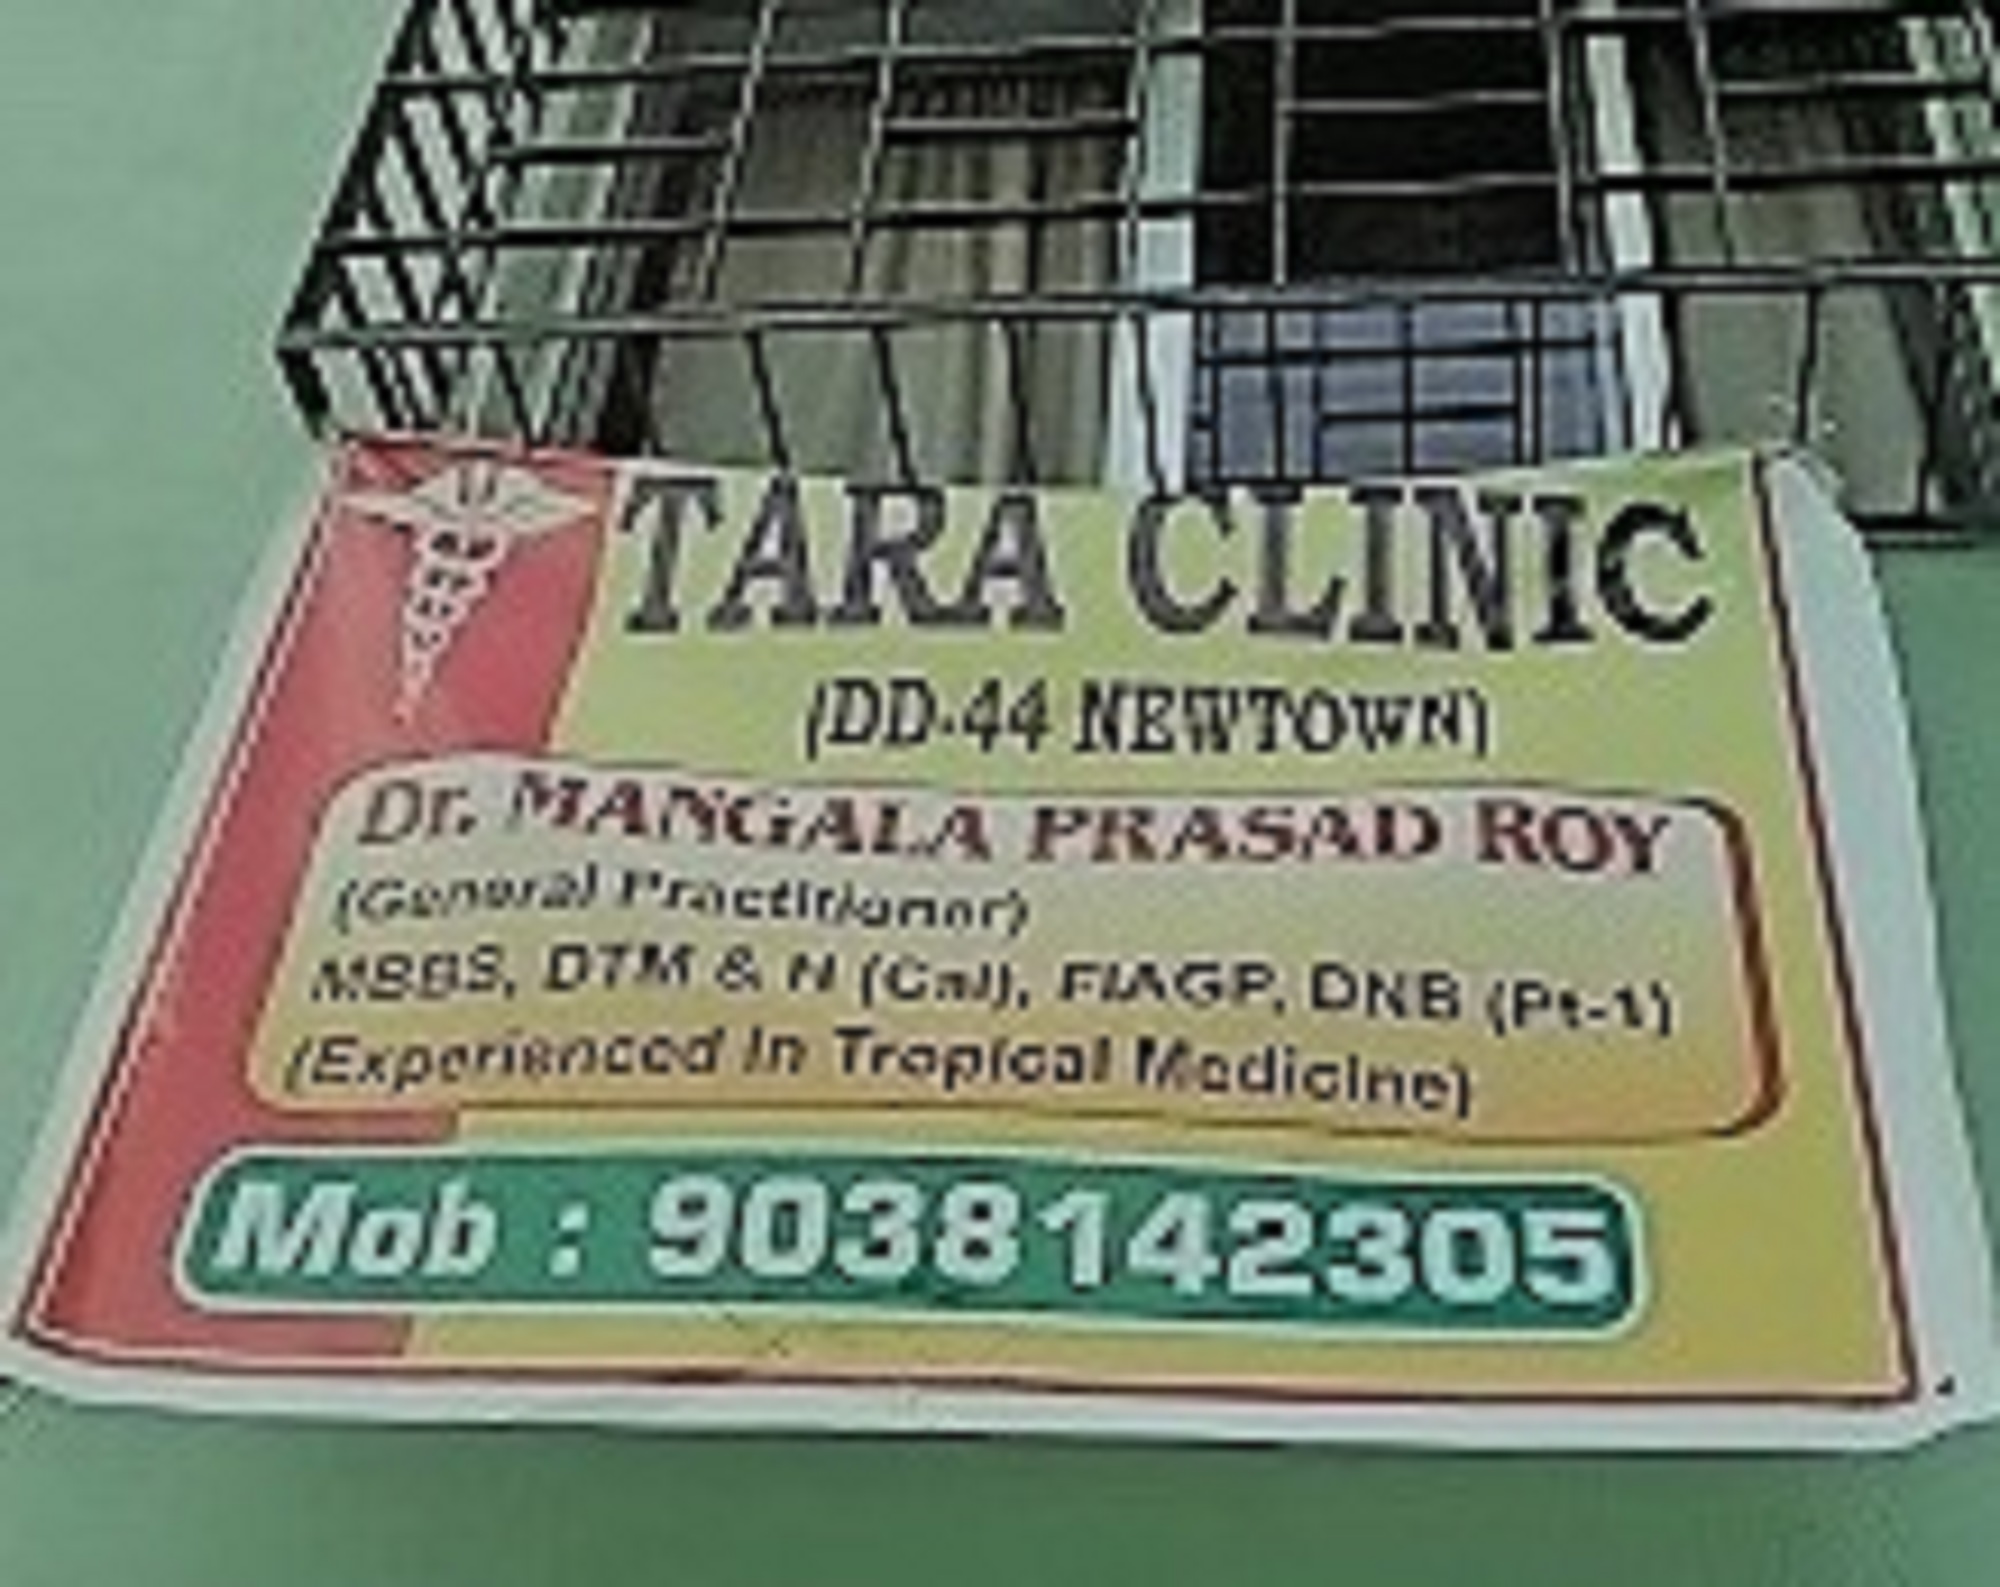 TARA CLINIC
(DD-44 NEWTOWN)
Dr. MANGALA PRASAD ROY
(General Practitioner)
MBBS, DTM & H (Cal), FIAGP, DNB (Pt-1)
(Experienced In Tropical Medicine)
Mob : 9038142305